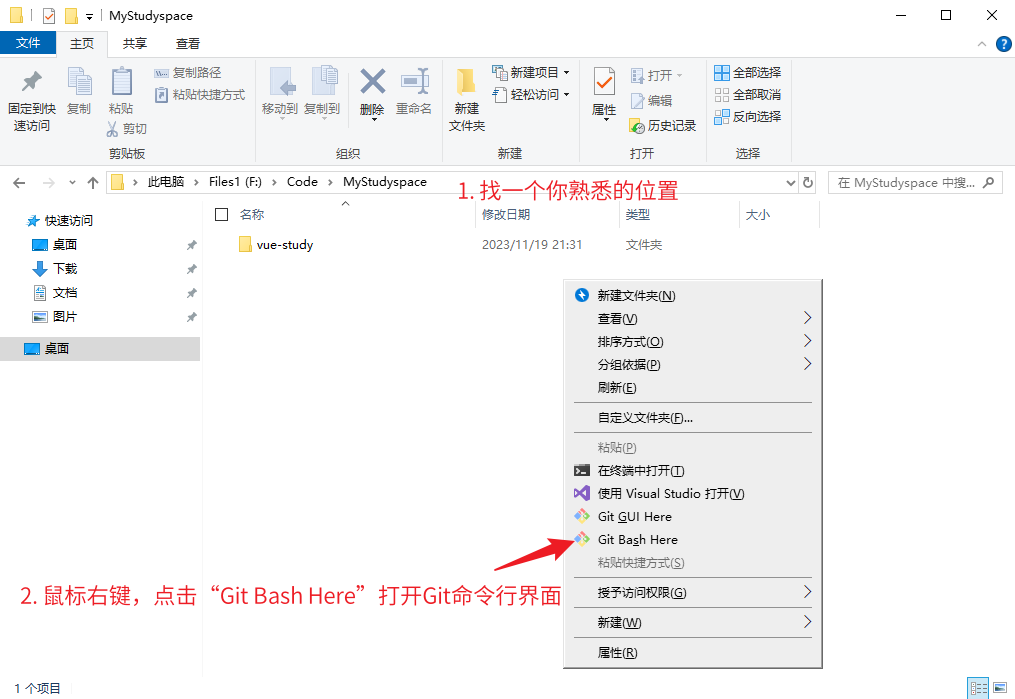 MyStudyspace
文件 主页 共享 查看
固定到快速访问
复制
粘贴
复制路径
粘贴快捷方式
剪切
剪贴板
移动到 复制到
删除 重命名
组织
新建文件夹
新建项目
轻松访问
新建
属性
打开
编辑
历史记录
打开
全部选择
全部取消
反向选择
选择
此电脑 › Files1 (F:) › Code › MyStudyspace
在 MyStudyspace 中搜...
1. 找一个你熟悉的位置
名称 修改日期 类型 大小
vue-study 2023/11/19 21:31 文件夹
快速访问
桌面
下载
文档
图片
桌面
新建文件夹(N)
查看(V)
排序方式(O)
分组依据(P)
刷新(E)
自定义文件夹(F)...
粘贴(P)
在终端中打开(T)
使用 Visual Studio 打开(V)
Git GUI Here
Git Bash Here
粘贴快捷方式(S)
授予访问权限(G)
新建(W)
属性(R)
2. 鼠标右键，点击“Git Bash Here”打开Git命令行界面
1 个项目